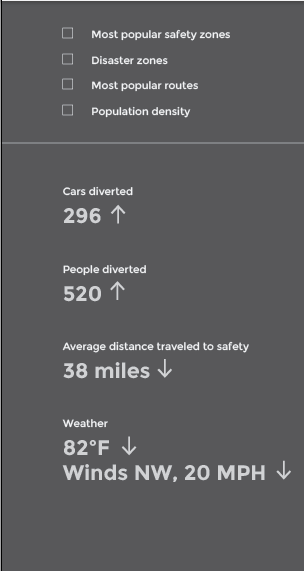 Most popular safety zones
Disaster zones
Most popular routes
Population density
Cars diverted
296 ↑
People diverted
520 ↑
Average distance traveled to safety
38 miles ↓
Weather
82°F ↓
Winds NW, 20 MPH ↓